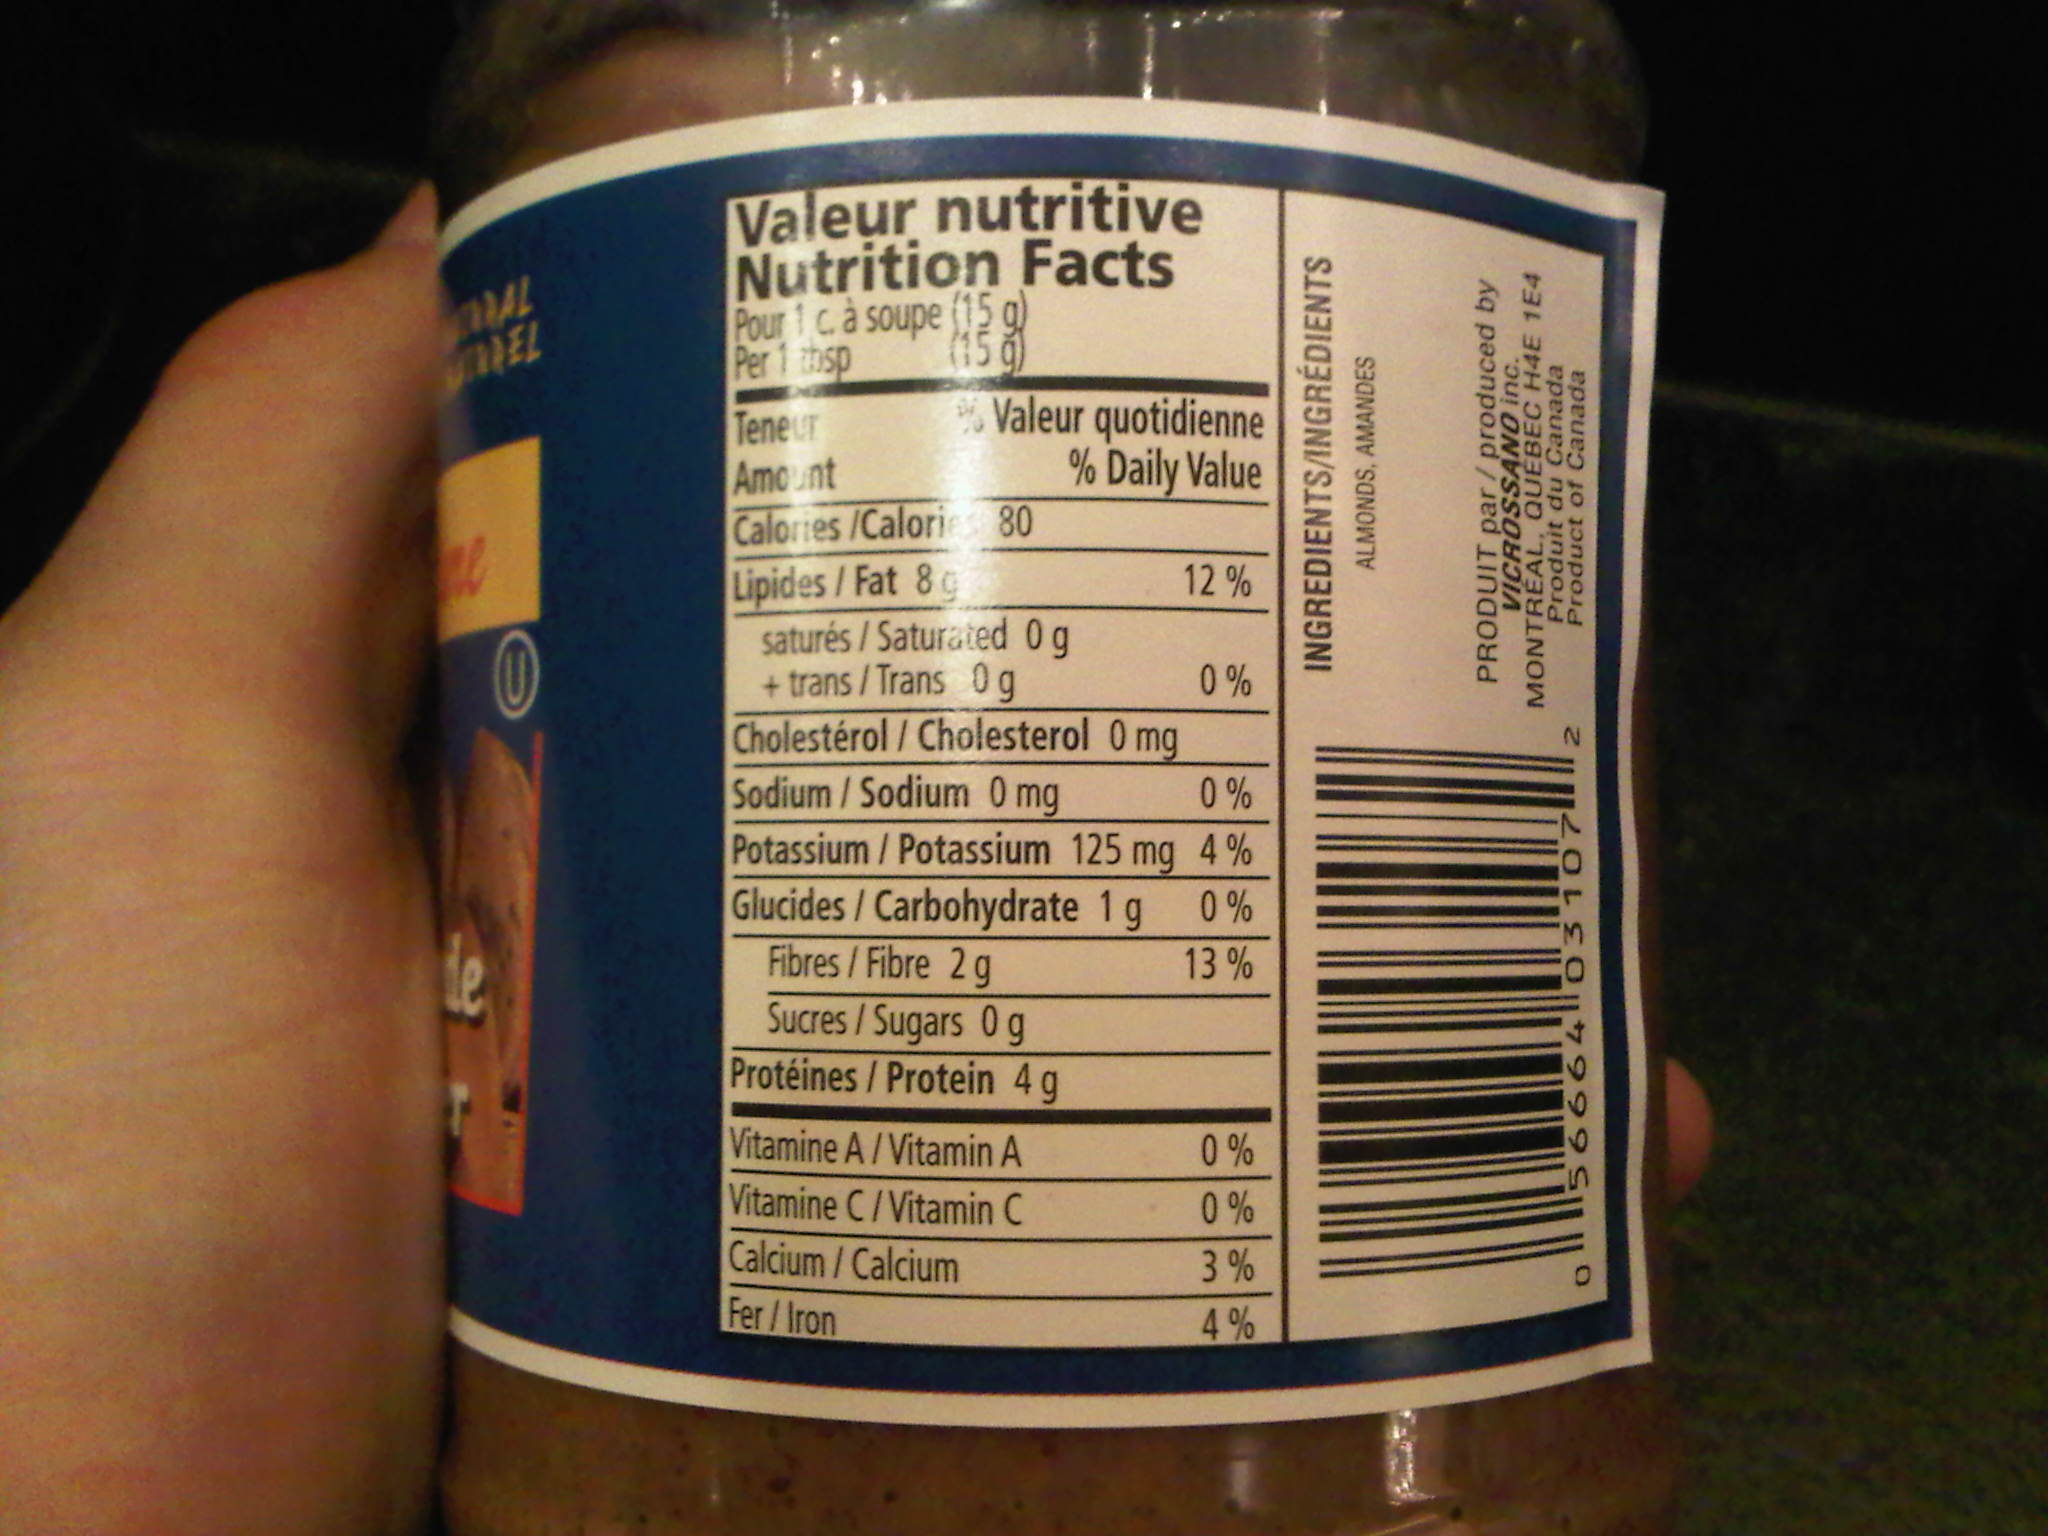 Valeur nutritive
Nutrition Facts
Pour 1 c. à soupe (15 g)
Per 1 tbsp (15 g)
Teneur % Valeur quotidienne
Amount % Daily Value
Calories /Calories 80
Lipides / Fat 8 g 12 %
saturés / Saturated 0 g
+ trans / Trans 0 g 0 %
Cholestérol / Cholesterol 0 mg
Sodium / Sodium 0 mg 0 %
Potassium / Potassium 125 mg 4 %
Glucides / Carbohydrate 1 g 0 %
Fibres / Fibre 2 g 13 %
Sucres / Sugars 0 g
Protéines / Protein 4 g
Vitamine A / Vitamin A 0 %
Vitamine C / Vitamin C 0 %
Calcium / Calcium 3 %
Fer / Iron 4 %
INGREDIENTS/INGRÉDIENTS
ALMONDS, AMANDES
PRODUIT par / produced by
VICROSSANO inc.
MONTRÉAL, QUÉBEC H4E 1E4
Produit du Canada
Product of Canada
0 56664 03107 2
U